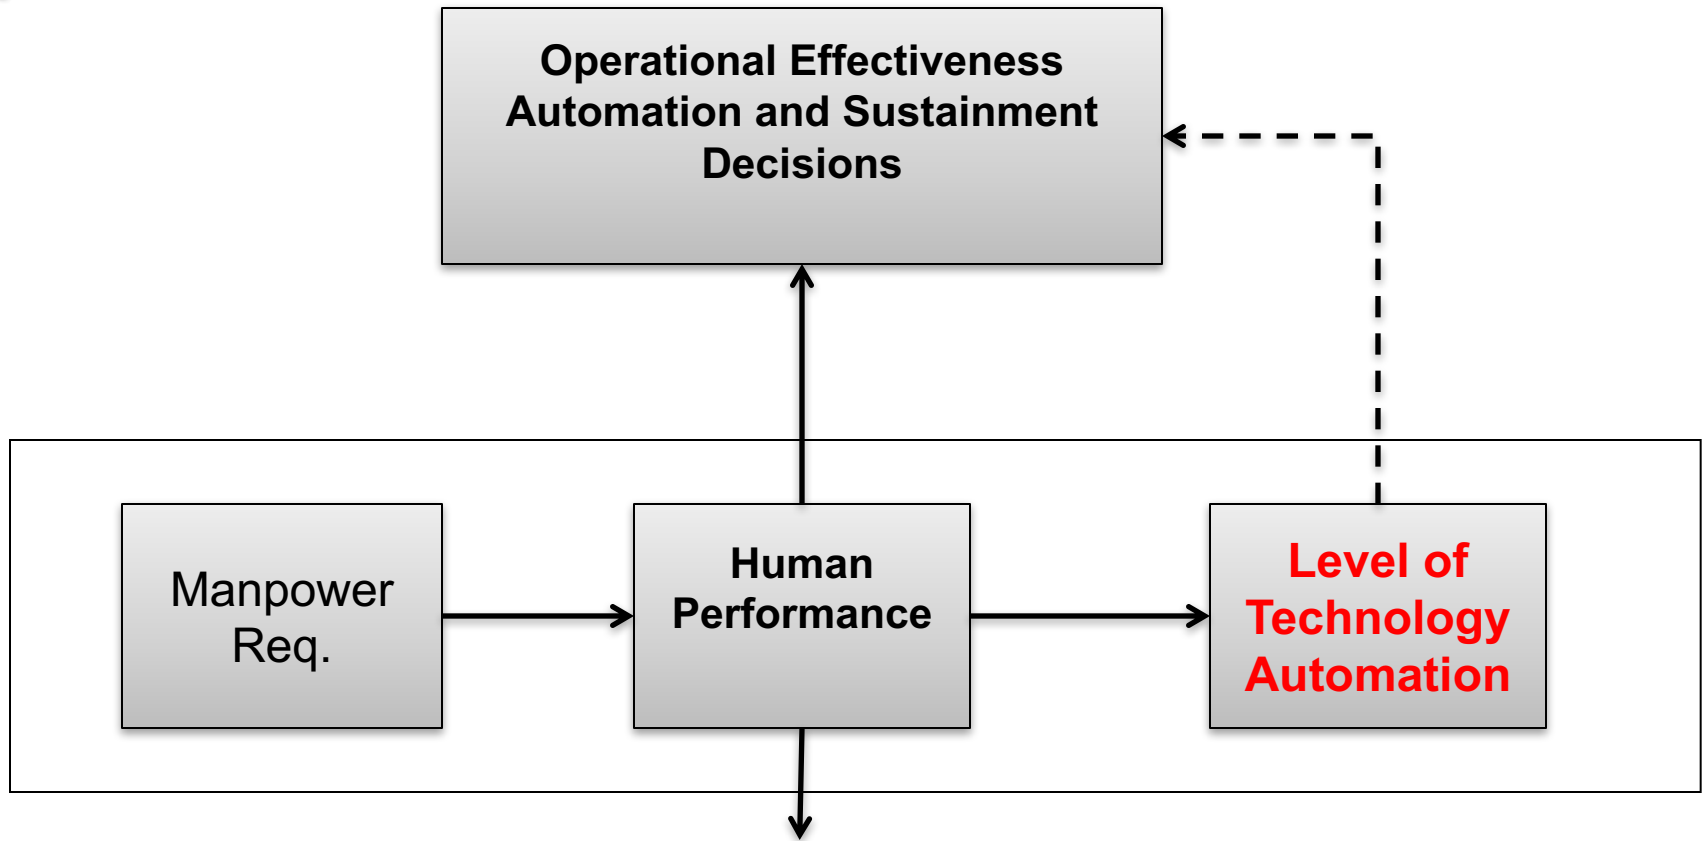 Operational Effectiveness
Automation and Sustainment
Decisions
Manpower
Req.
Human
Performance
Level of
Technology
Automation